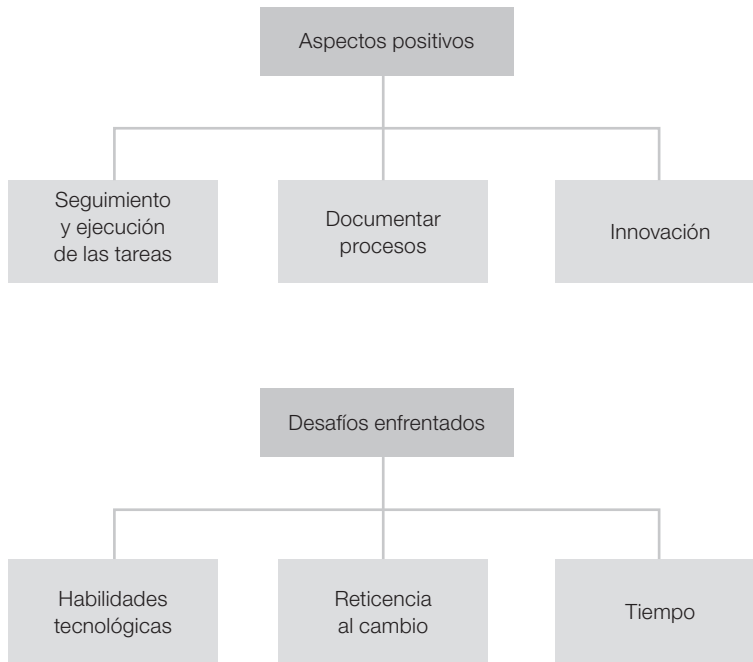 Aspectos positivos
Seguimiento
y ejecución
de las tareas
Documentar
procesos
Innovación
Desafíos enfrentados
Habilidades
tecnológicas
Reticencia
al cambio
Tiempo